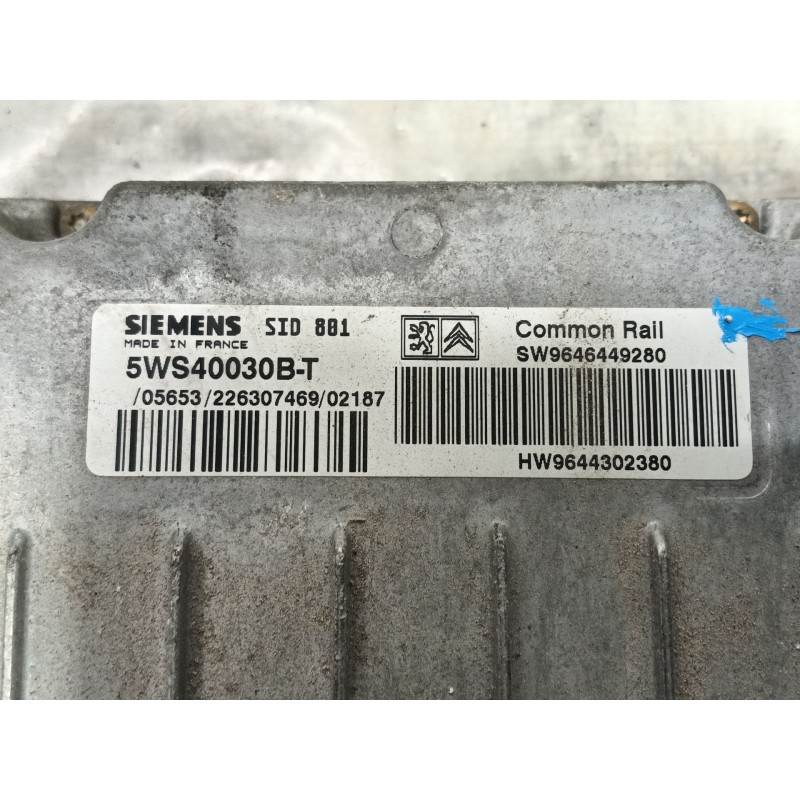 SIEMENS SID 801
MADE IN FRANCE
5WS40030B-T
/05653/226307469/02187
Common Rail
SW9646449280
HW9644302380